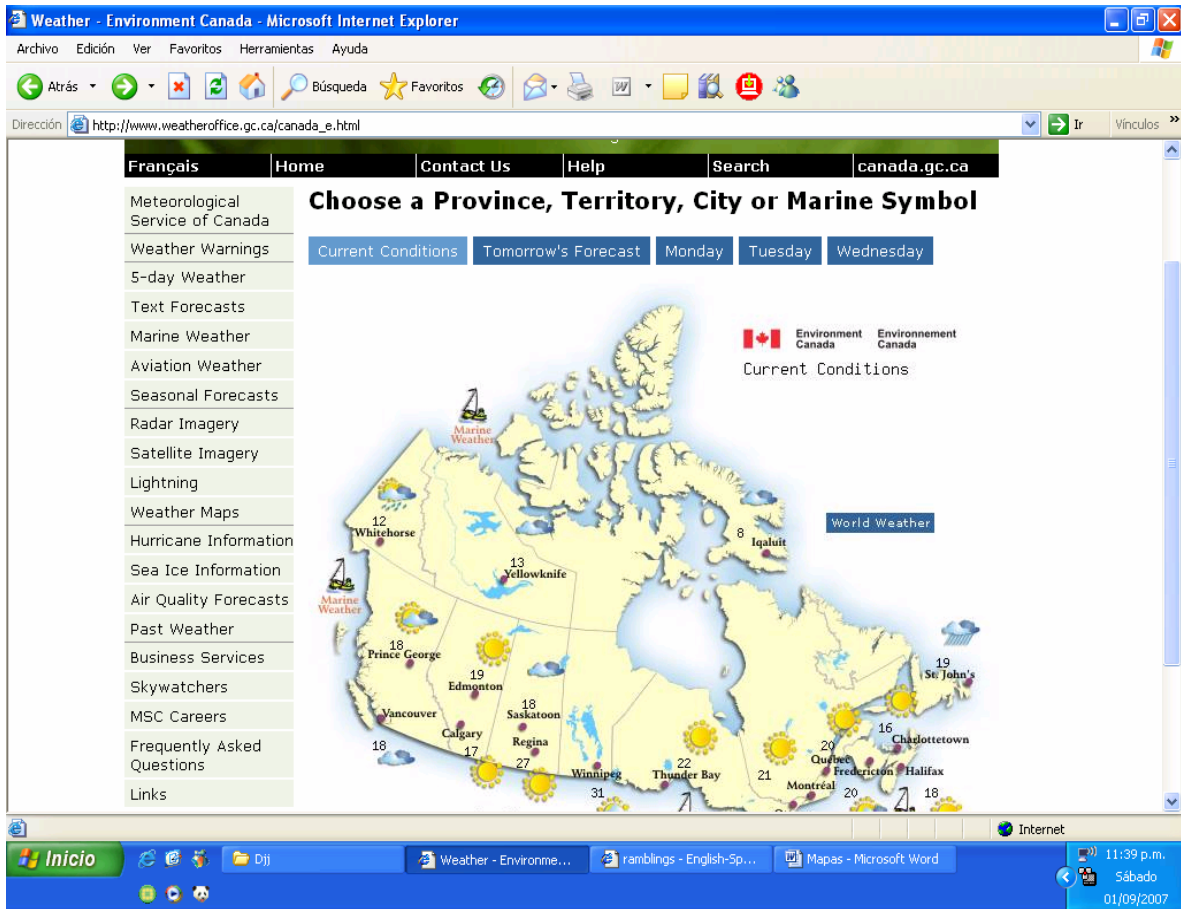 Weather - Environment Canada - Microsoft Internet Explorer
Archivo Edición Ver Favoritos Herramientas Ayuda
Atrás Búsqueda Favoritos
Dirección http://www.weatheroffice.gc.ca/canada_e.html Ir Vínculos
Français Home Contact Us Help Search canada.gc.ca
Meteorological
Service of Canada
Weather Warnings
5-day Weather
Text Forecasts
Marine Weather
Aviation Weather
Seasonal Forecasts
Radar Imagery
Satellite Imagery
Lightning
Weather Maps
Hurricane Information
Sea Ice Information
Air Quality Forecasts
Past Weather
Business Services
Skywatchers
MSC Careers
Frequently Asked
Questions
Links
Choose a Province, Territory, City or Marine Symbol
Current Conditions Tomorrow's Forecast Monday Tuesday Wednesday
Environment Environnement
Canada Canada
Current Conditions
Marine
Weather
World Weather
12
Whitehorse
8
Iqaluit
13
Yellowknife
Marine
Weather
18
Prince George
19
Edmonton
19
St. John's
Vancouver
18
18
Saskatoon
Calgary
17
Regina
27
Winnipeg
31
22
Thunder Bay
21
Montréal
20
Québec
16
Charlottetown
Fredericton
Halifax
20
18
Internet
Inicio Djj Weather - Environme... ramblings - English-Sp... Mapas - Microsoft Word
11:39 p.m.
Sábado
01/09/2007